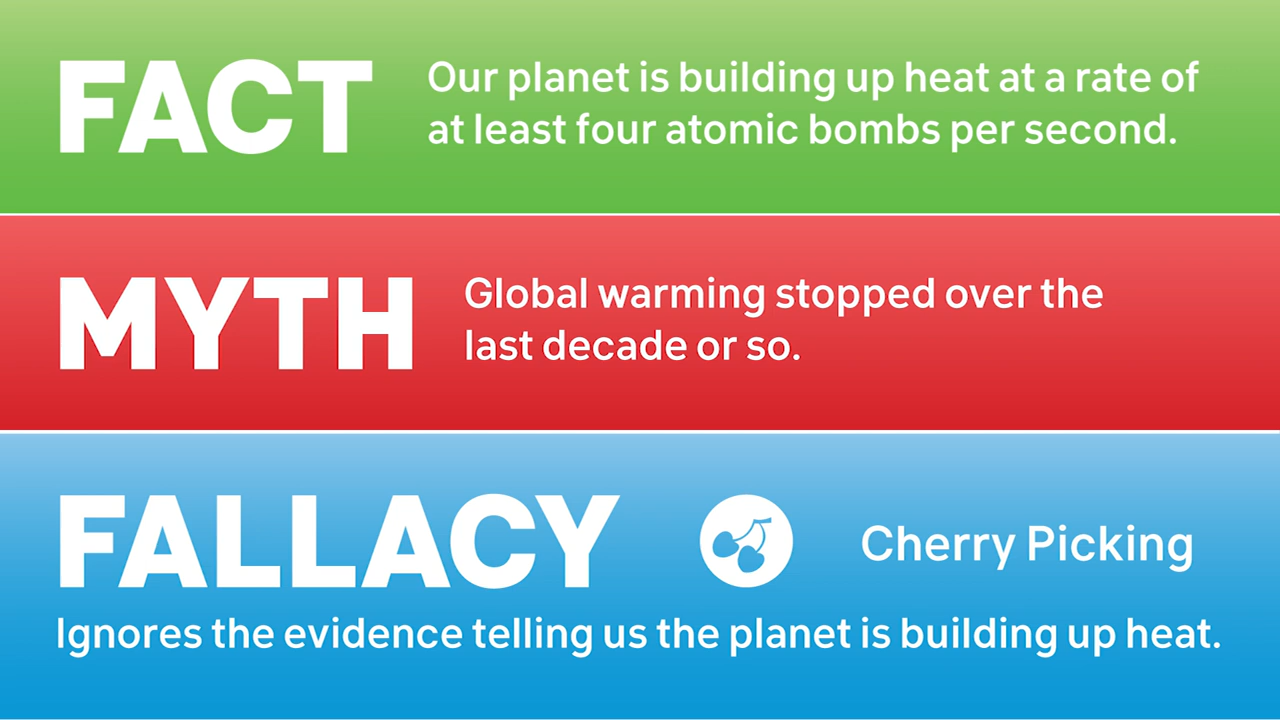 FACT
Our planet is building up heat at a rate of
at least four atomic bombs per second.
MYTH
Global warming stopped over the
last decade or so.
FALLACY
Cherry Picking
Ignores the evidence telling us the planet is building up heat.